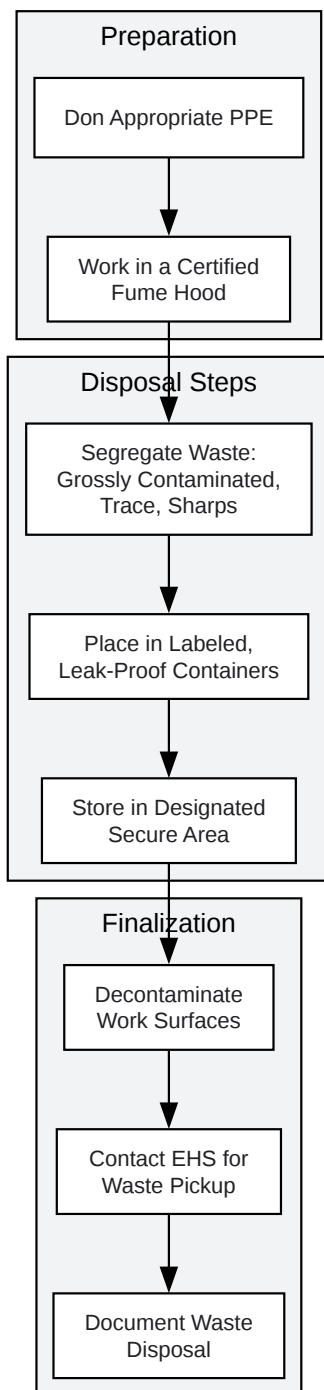 Preparation
Don Appropriate PPE
Work in a Certified
Fume Hood
Disposal Steps
Segregate Waste:
Grossly Contaminated,
Trace, Sharps
Place in Labeled,
Leak-Proof Containers
Store in Designated
Secure Area
Finalization
Decontaminate
Work Surfaces
Contact EHS for
Waste Pickup
Document Waste
Disposal